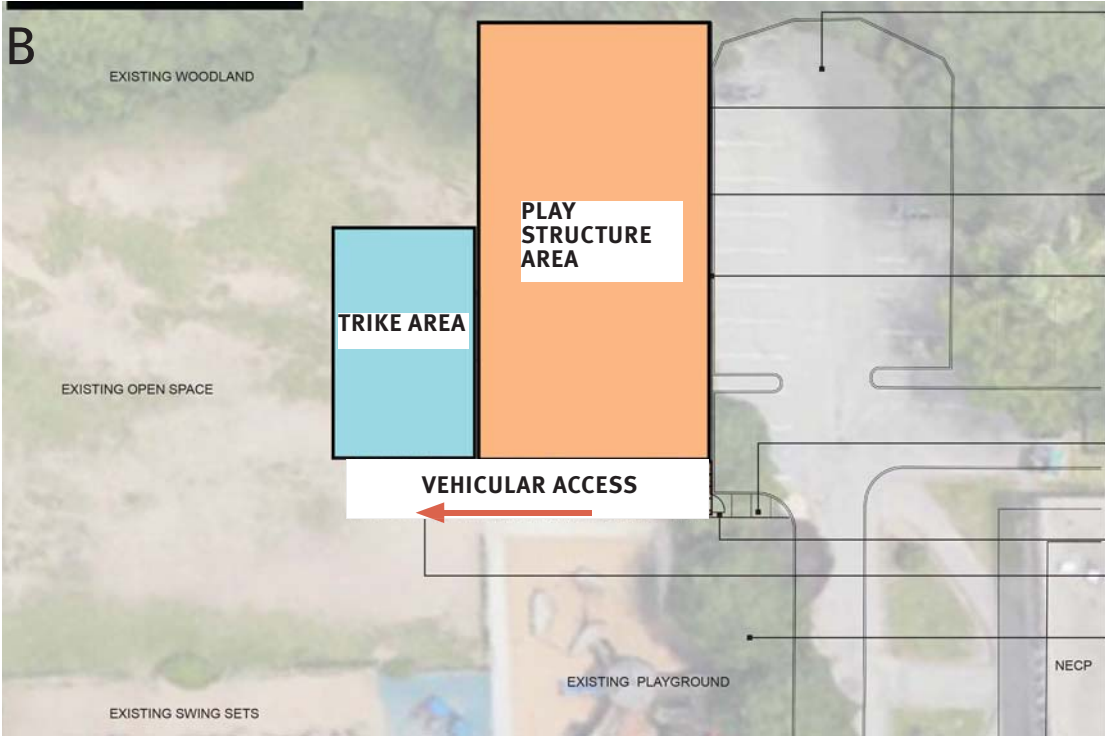 B
EXISTING WOODLAND
PLAY
STRUCTURE
AREA
TRIKE AREA
EXISTING OPEN SPACE
VEHICULAR ACCESS
NECP
EXISTING PLAYGROUND
EXISTING SWING SETS